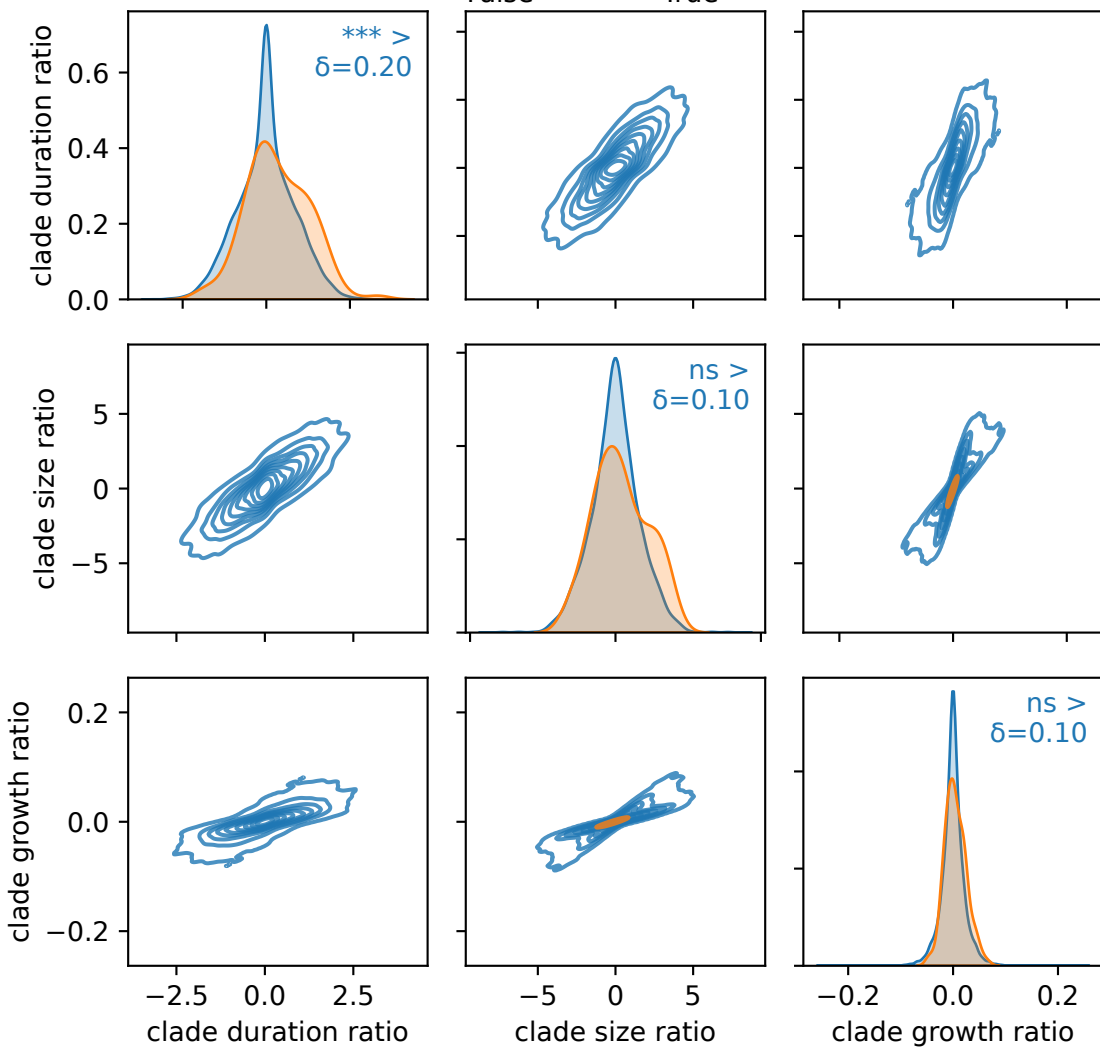 True
clade duration ratio
0.6
0.4
0.2
0.0
*** >
δ=0.20
clade size ratio
5
0
−5
ns >
δ=0.10
clade growth ratio
0.2
0.0
−0.2
ns >
δ=0.10
−2.5 0.0 2.5
−5 0 5
−0.2 0.0 0.2
clade duration ratio
clade size ratio
clade growth ratio